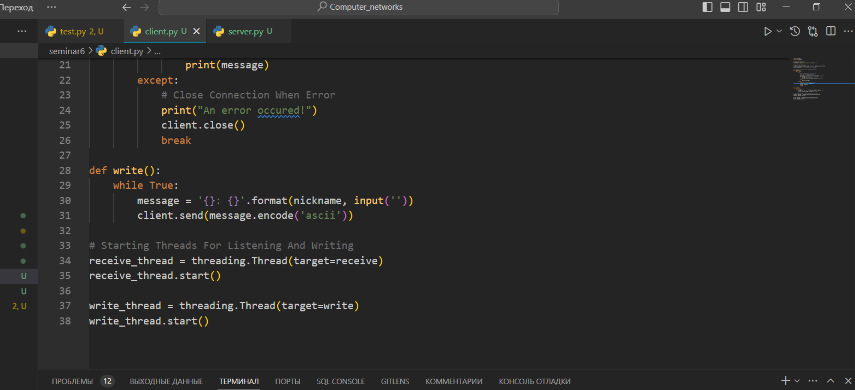 Переход ··· Computer_networks
··· test.py 2, U client.py U server.py U ···
seminar6 > client.py > ...
21 print(message)
22 except:
23 # Close Connection When Error
24 print("An error occured!")
25 client.close()
26 break
27
28 def write():
29 while True:
30 message = '{}: {}'.format(nickname, input(''))
31 client.send(message.encode('ascii'))
32
33 # Starting Threads For Listening And Writing
34 receive_thread = threading.Thread(target=receive)
U 35 receive_thread.start()
U 36
2, U 37 write_thread = threading.Thread(target=write)
38 write_thread.start()
ПРОБЛЕМЫ 12 ВЫХОДНЫЕ ДАННЫЕ ТЕРМИНАЛ ПОРТЫ SQL CONSOLE GITLENS КОММЕНТАРИИ КОНСОЛЬ ОТЛАДКИ ···